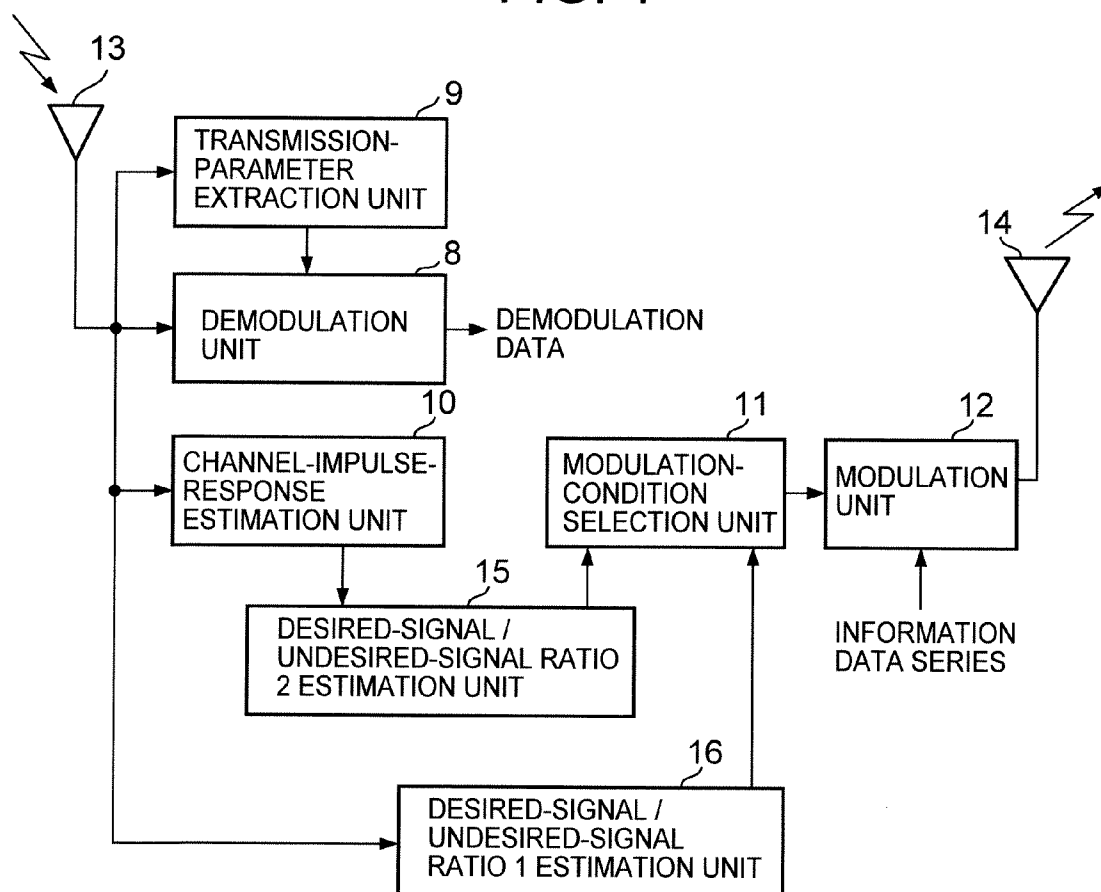 13
9
TRANSMISSION-
PARAMETER
EXTRACTION UNIT
14
8
DEMODULATION
UNIT
DEMODULATION
DATA
10
CHANNEL-IMPULSE-
RESPONSE
ESTIMATION UNIT
11
MODULATION-
CONDITION
SELECTION UNIT
12
MODULATION
UNIT
15
DESIRED-SIGNAL /
UNDESIRED-SIGNAL RATIO
2 ESTIMATION UNIT
INFORMATION
DATA SERIES
16
DESIRED-SIGNAL /
UNDESIRED-SIGNAL
RATIO 1 ESTIMATION UNIT